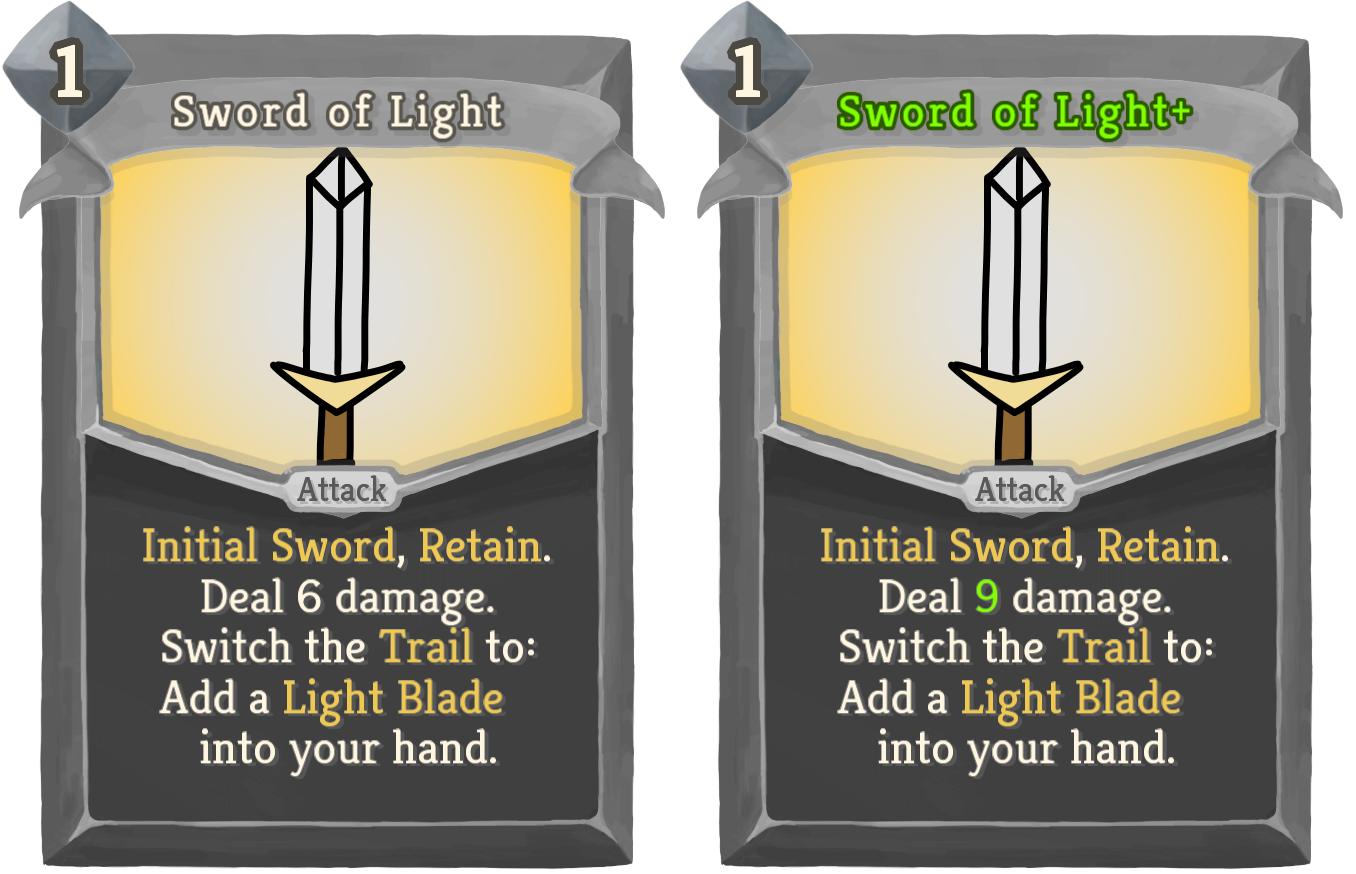 1
Sword of Light
Attack
Initial Sword, Retain.
Deal 6 damage.
Switch the Trail to:
Add a Light Blade
into your hand.
1
Sword of Light+
Attack
Initial Sword, Retain.
Deal 9 damage.
Switch the Trail to:
Add a Light Blade
into your hand.